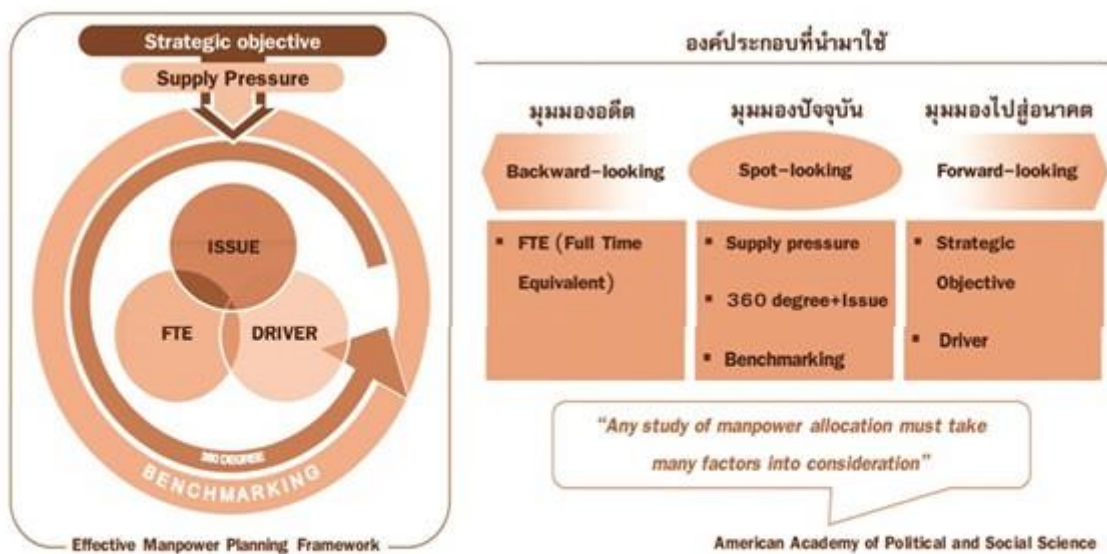 Strategic objective
Supply Pressure
ISSUE
FTE
DRIVER
360 DEGREE
BENCHMARKING
Effective Manpower Planning Framework
องค์ประกอบที่นำมาใช้
มุมมองอดีต
มุมมองปัจจุบัน
มุมมองไปสู่อนาคต
Backward-looking
Spot-looking
Forward-looking
▪ FTE (Full Time
Equivalent)
▪ Supply pressure
▪ 360 degree+Issue
▪ Benchmarking
▪ Strategic
Objective
▪ Driver
"Any study of manpower allocation must take
many factors into consideration"
American Academy of Political and Social Science